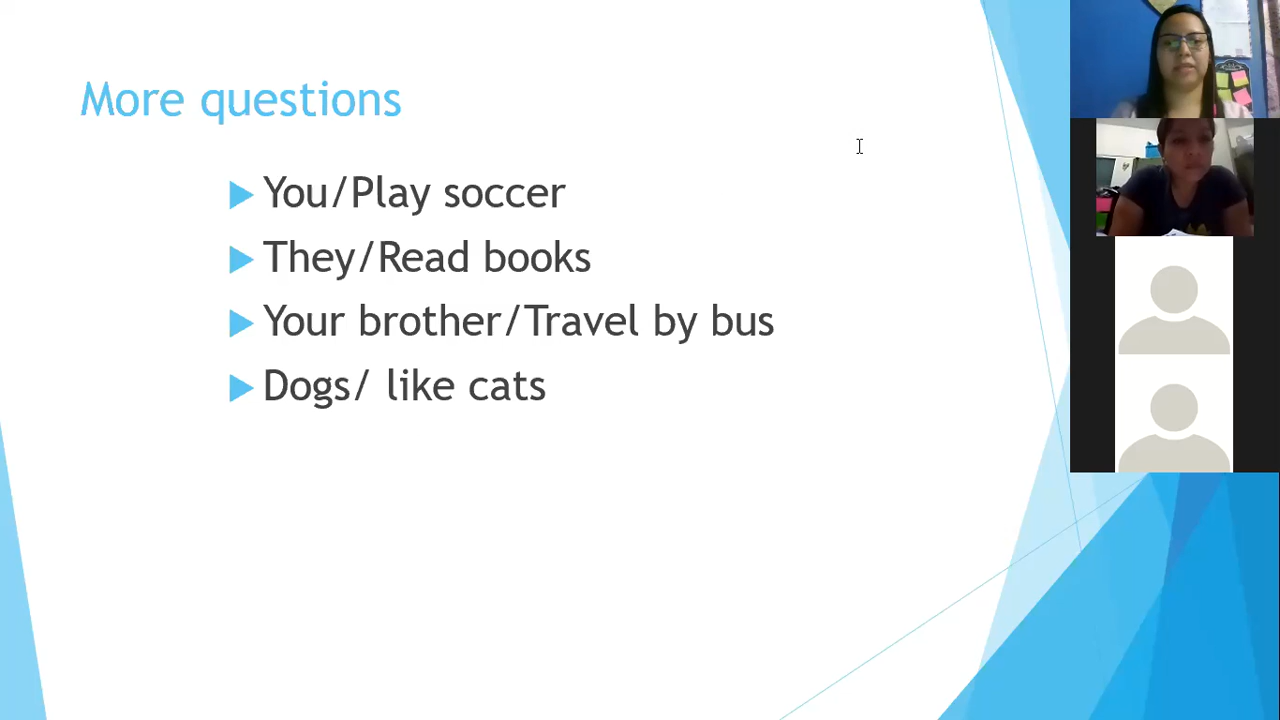 More questions
You/Play soccer
They/Read books
Your brother/Travel by bus
Dogs/ like cats